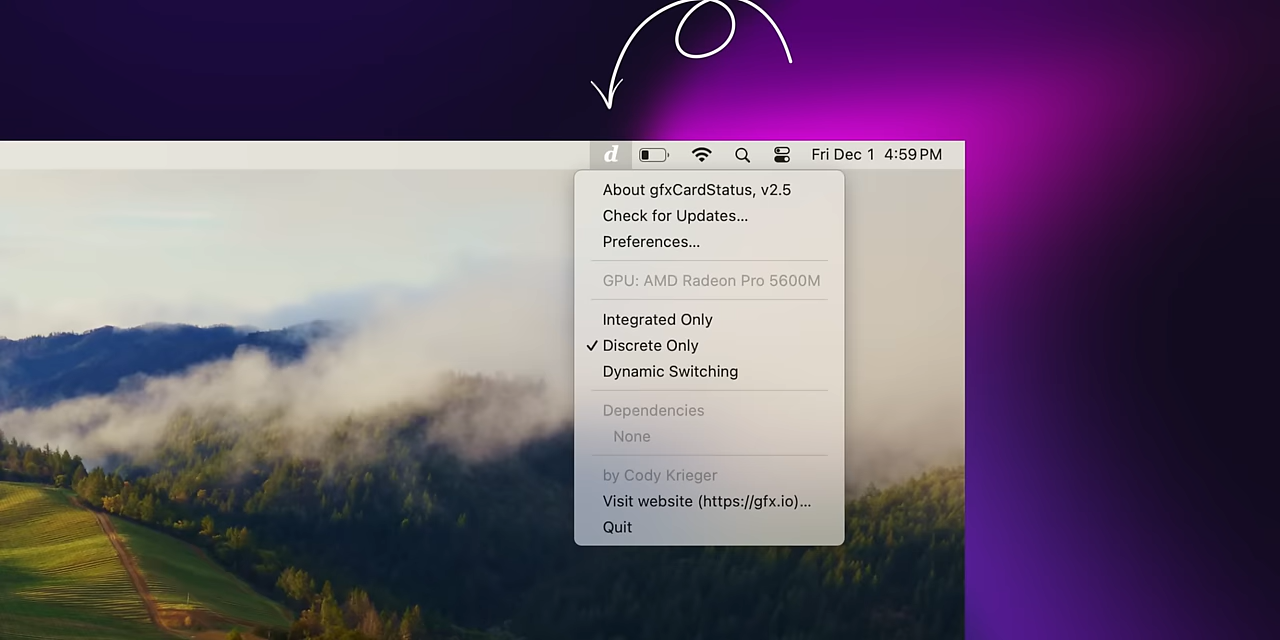 d Fri Dec 1 4:59 PM
About gfxCardStatus, v2.5
Check for Updates...
Preferences...
GPU: AMD Radeon Pro 5600M
Integrated Only
✓ Discrete Only
Dynamic Switching
Dependencies
None
by Cody Krieger
Visit website (https://gfx.io)...
Quit